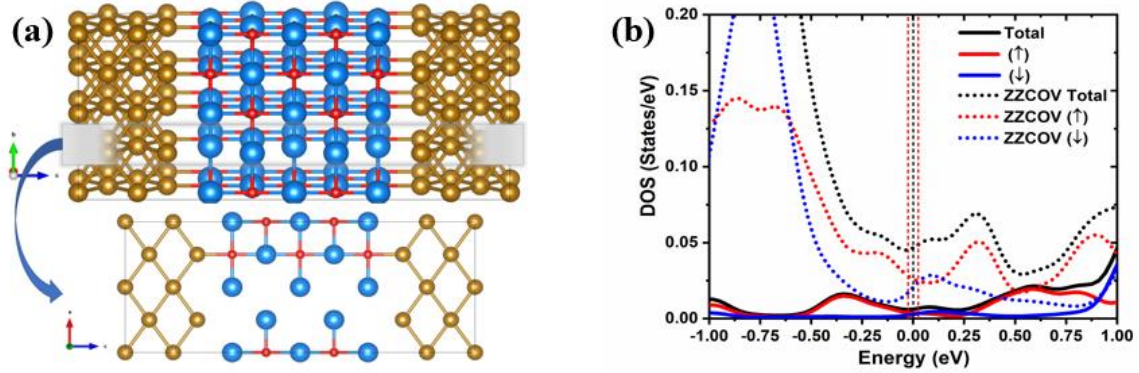 (a)
(b)
DOS (States/eV)
0.20
0.15
0.10
0.05
0.00
Total
(↑)
(↓)
ZZCOV Total
ZZCOV (↑)
ZZCOV (↓)
-1.00 -0.75 -0.50 -0.25 0.00 0.25 0.50 0.75 1.00
Energy (eV)